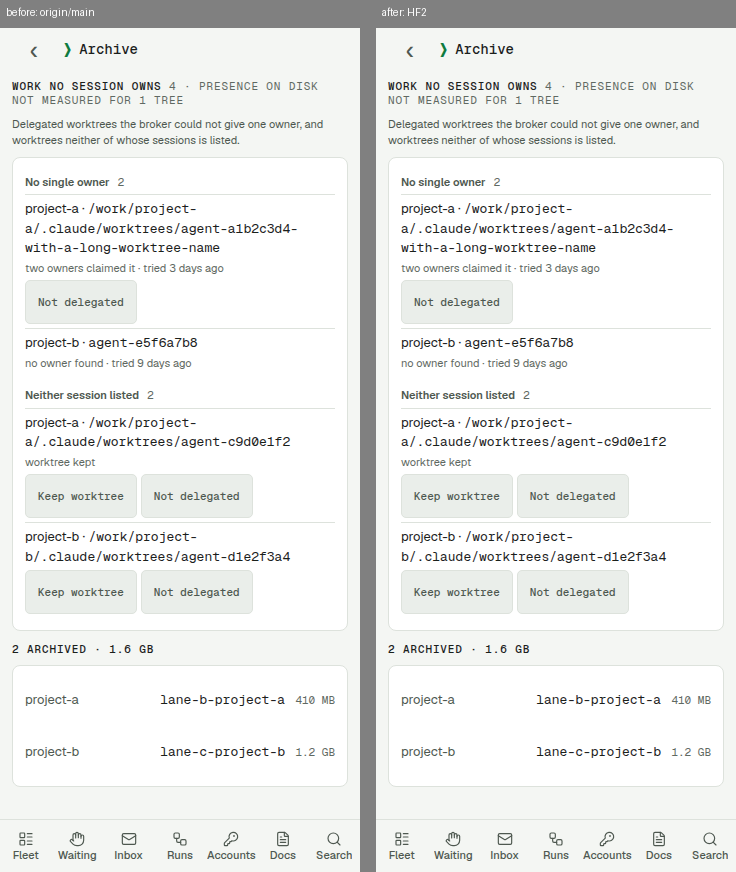 before: origin/main
❯ Archive
WORK NO SESSION OWNS 4 · PRESENCE ON DISK
NOT MEASURED FOR 1 TREE
Delegated worktrees the broker could not give one owner, and
worktrees neither of whose sessions is listed.
No single owner 2
project-a · /work/project-
a/.claude/worktrees/agent-a1b2c3d4-
with-a-long-worktree-name
two owners claimed it · tried 3 days ago
Not delegated
project-b · agent-e5f6a7b8
no owner found · tried 9 days ago
Neither session listed 2
project-a · /work/project-
a/.claude/worktrees/agent-c9d0e1f2
worktree kept
Keep worktree Not delegated
project-b · /work/project-
b/.claude/worktrees/agent-d1e2f3a4
Keep worktree Not delegated
2 ARCHIVED · 1.6 GB
project-a lane-b-project-a 410 MB
project-b lane-c-project-b 1.2 GB
Fleet Waiting Inbox Runs Accounts Docs Search
after: HF2
❯ Archive
WORK NO SESSION OWNS 4 · PRESENCE ON DISK
NOT MEASURED FOR 1 TREE
Delegated worktrees the broker could not give one owner, and
worktrees neither of whose sessions is listed.
No single owner 2
project-a · /work/project-
a/.claude/worktrees/agent-a1b2c3d4-
with-a-long-worktree-name
two owners claimed it · tried 3 days ago
Not delegated
project-b · agent-e5f6a7b8
no owner found · tried 9 days ago
Neither session listed 2
project-a · /work/project-
a/.claude/worktrees/agent-c9d0e1f2
worktree kept
Keep worktree Not delegated
project-b · /work/project-
b/.claude/worktrees/agent-d1e2f3a4
Keep worktree Not delegated
2 ARCHIVED · 1.6 GB
project-a lane-b-project-a 410 MB
project-b lane-c-project-b 1.2 GB
Fleet Waiting Inbox Runs Accounts Docs Search